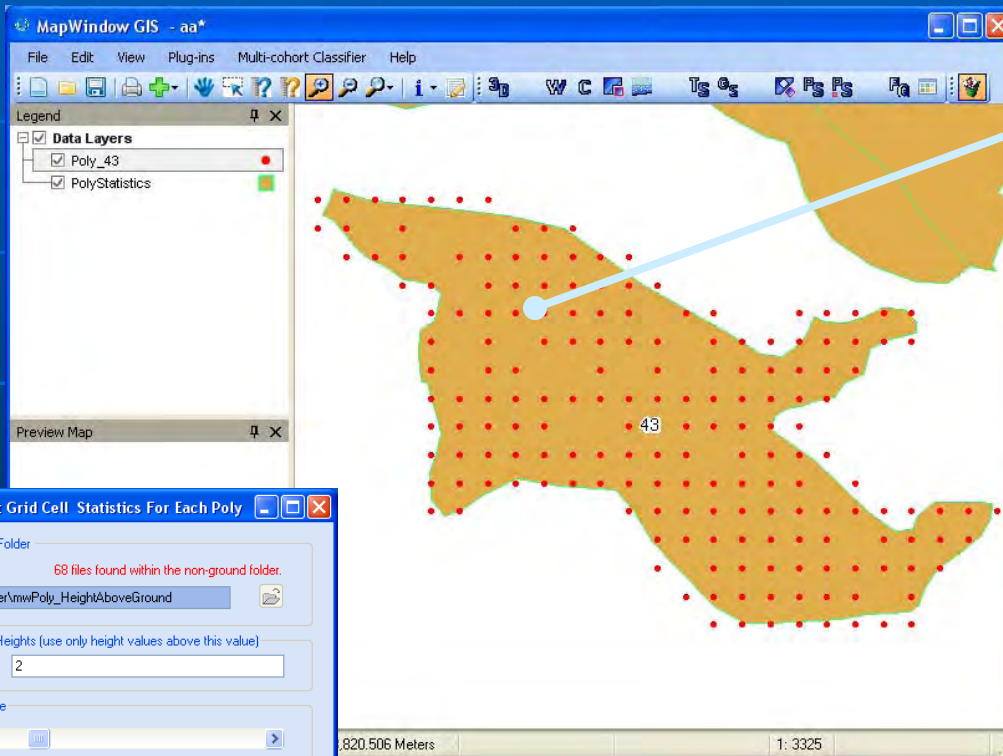 MapWindow GIS - aa*
File Edit View Plug-ins Multi-cohort Classifier Help
Legend
Data Layers
Poly_43
PolyStatistics
Preview Map
43
Grid Cell Statistics For Each Poly
Folder
68 files found within the non-ground folder.
er\mwPoly_HeightAboveGround
Heights (use only height values above this value)
2
,820.506 Meters
1: 3325